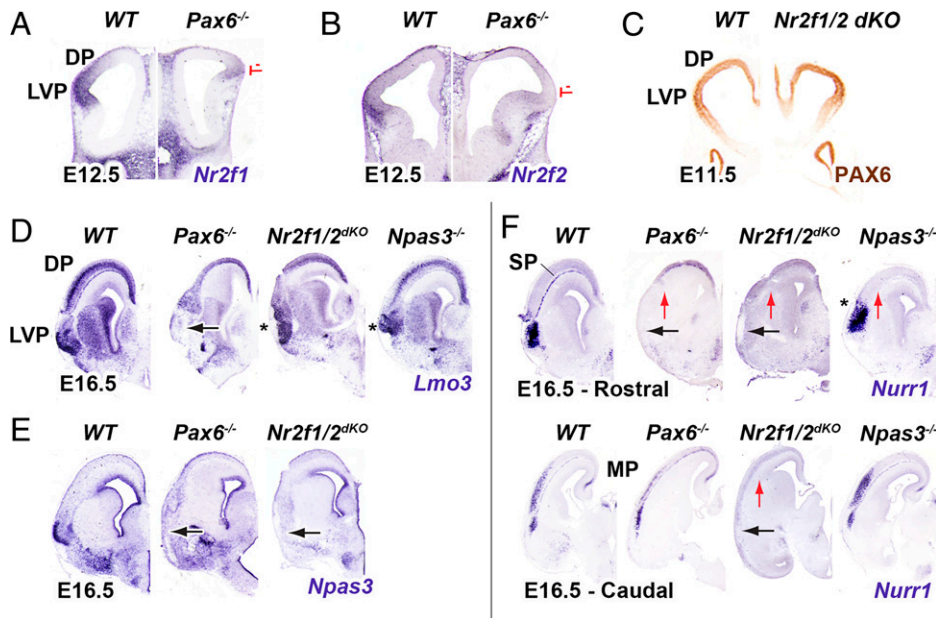 A
WT Pax6-/-
DP
LVP
E12.5
Nr2f1
B
WT Pax6-/-
E12.5
Nr2f2
C
WT Nr2f1/2 dKO
DP
LVP
E11.5
PAX6
D
WT Pax6-/- Nr2f1/2dKO Npas3-/-
DP
LVP
* *
E16.5
Lmo3
E
WT Pax6-/- Nr2f1/2dKO
E16.5
Npas3
F
WT Pax6-/- Nr2f1/2dKO Npas3-/-
SP
*
E16.5 - Rostral
Nurr1
WT Pax6-/- Nr2f1/2dKO Npas3-/-
MP
E16.5 - Caudal
Nurr1